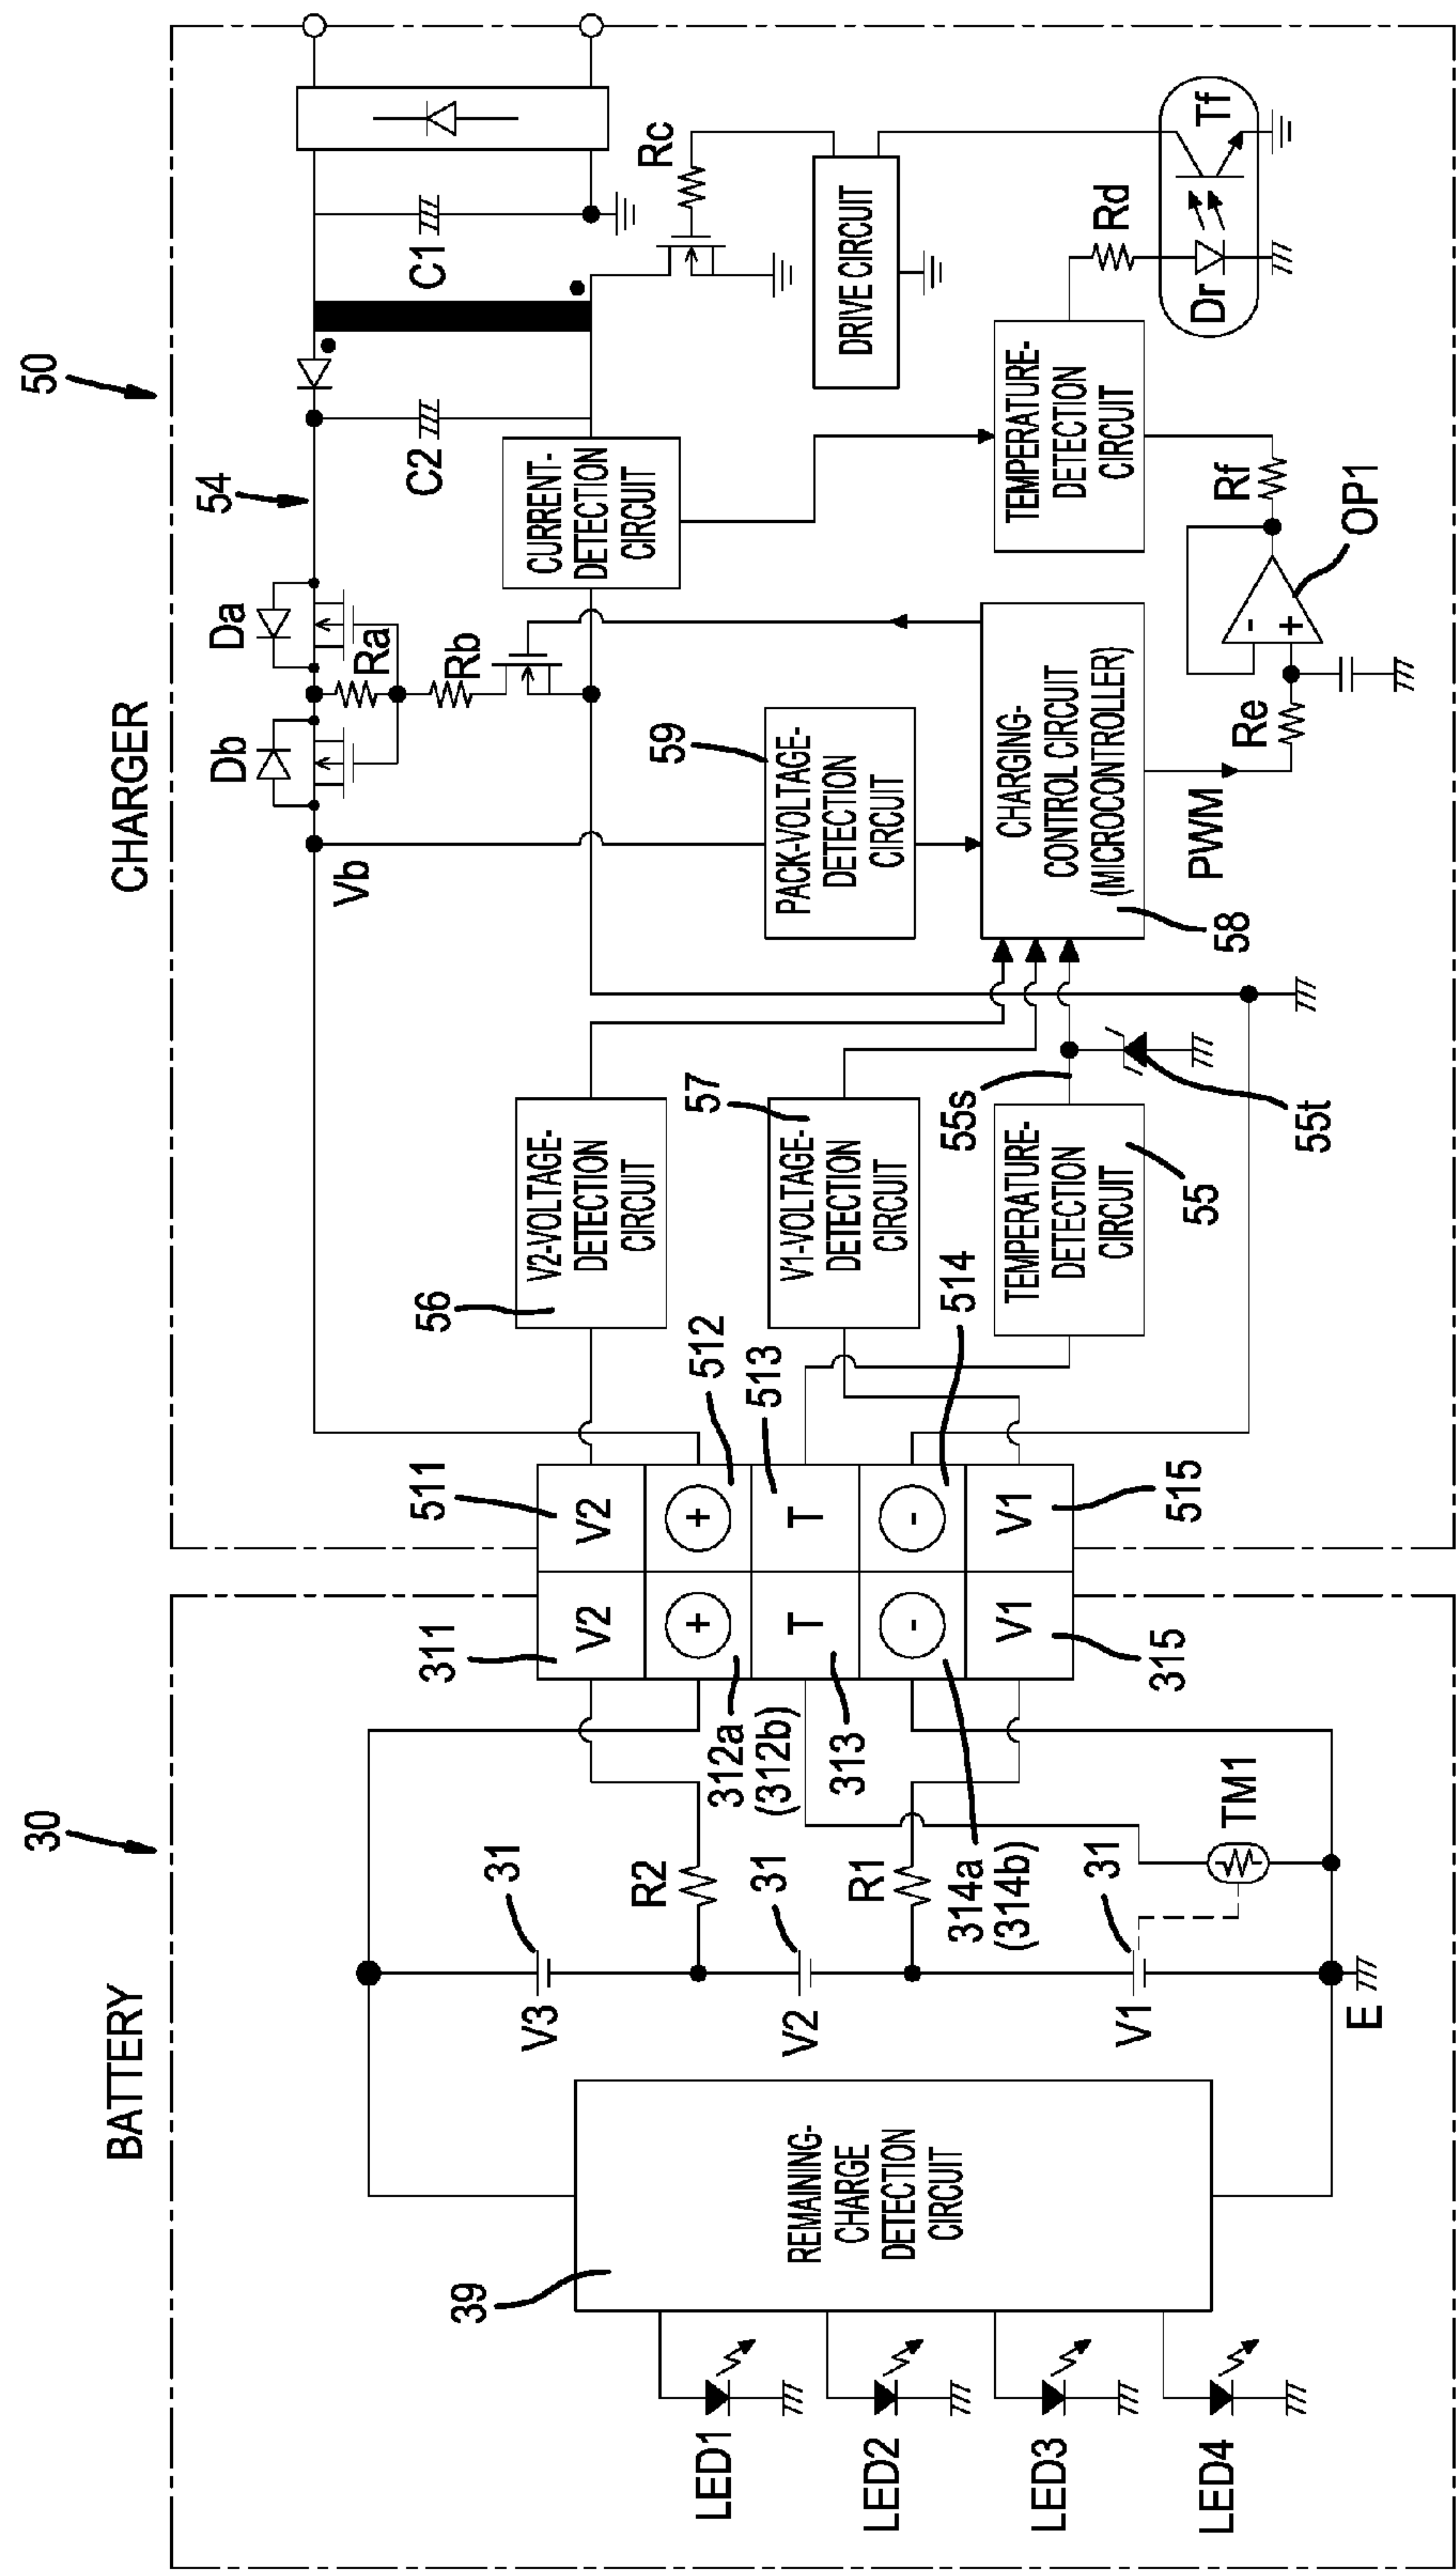 30
50
BATTERY
CHARGER
39
REMAINING-
CHARGE
DETECTION
CIRCUIT
LED1
LED2
LED3
LED4
V3
31
V2
31
V1
31
R2
R1
TM1
E
311
312a
(312b)
313
314a
(314b)
315
V2
+
T
-
V1
V2
+
T
-
V1
511
512
513
514
515
56
V2-VOLTAGE-
DETECTION
CIRCUIT
57
V1-VOLTAGE-
DETECTION
CIRCUIT
TEMPERATURE-
DETECTION
CIRCUIT
55
55s
55t
Vb
Db
Da
Ra
Rb
54
59
PACK-VOLTAGE-
DETECTION
CIRCUIT
CHARGING-
CONTROL CIRCUIT
(MICROCONTROLLER)
58
PWM
Re
-
+
OP1
Rf
CURRENT-
DETECTION
CIRCUIT
C2
C1
TEMPERATURE-
DETECTION
CIRCUIT
DRIVE CIRCUIT
Rc
Rd
Dr
Tf